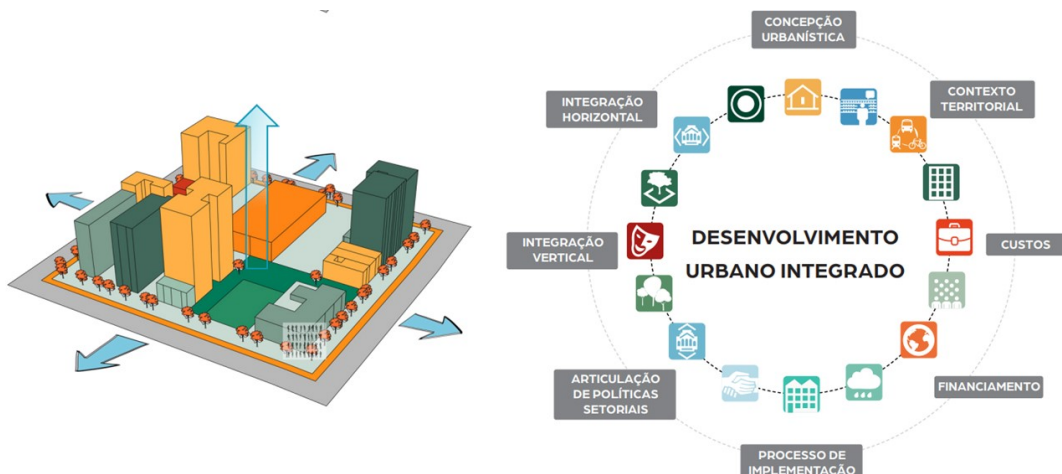 CONCEPÇÃO
URBANÍSTICA
INTEGRAÇÃO
HORIZONTAL
CONTEXTO
TERRITORIAL
INTEGRAÇÃO
VERTICAL
DESENVOLVIMENTO
URBANO INTEGRADO
CUSTOS
ARTICULAÇÃO
DE POLÍTICAS
SETORIAIS
FINANCIAMENTO
PROCESSO DE
IMPLEMENTAÇÃO